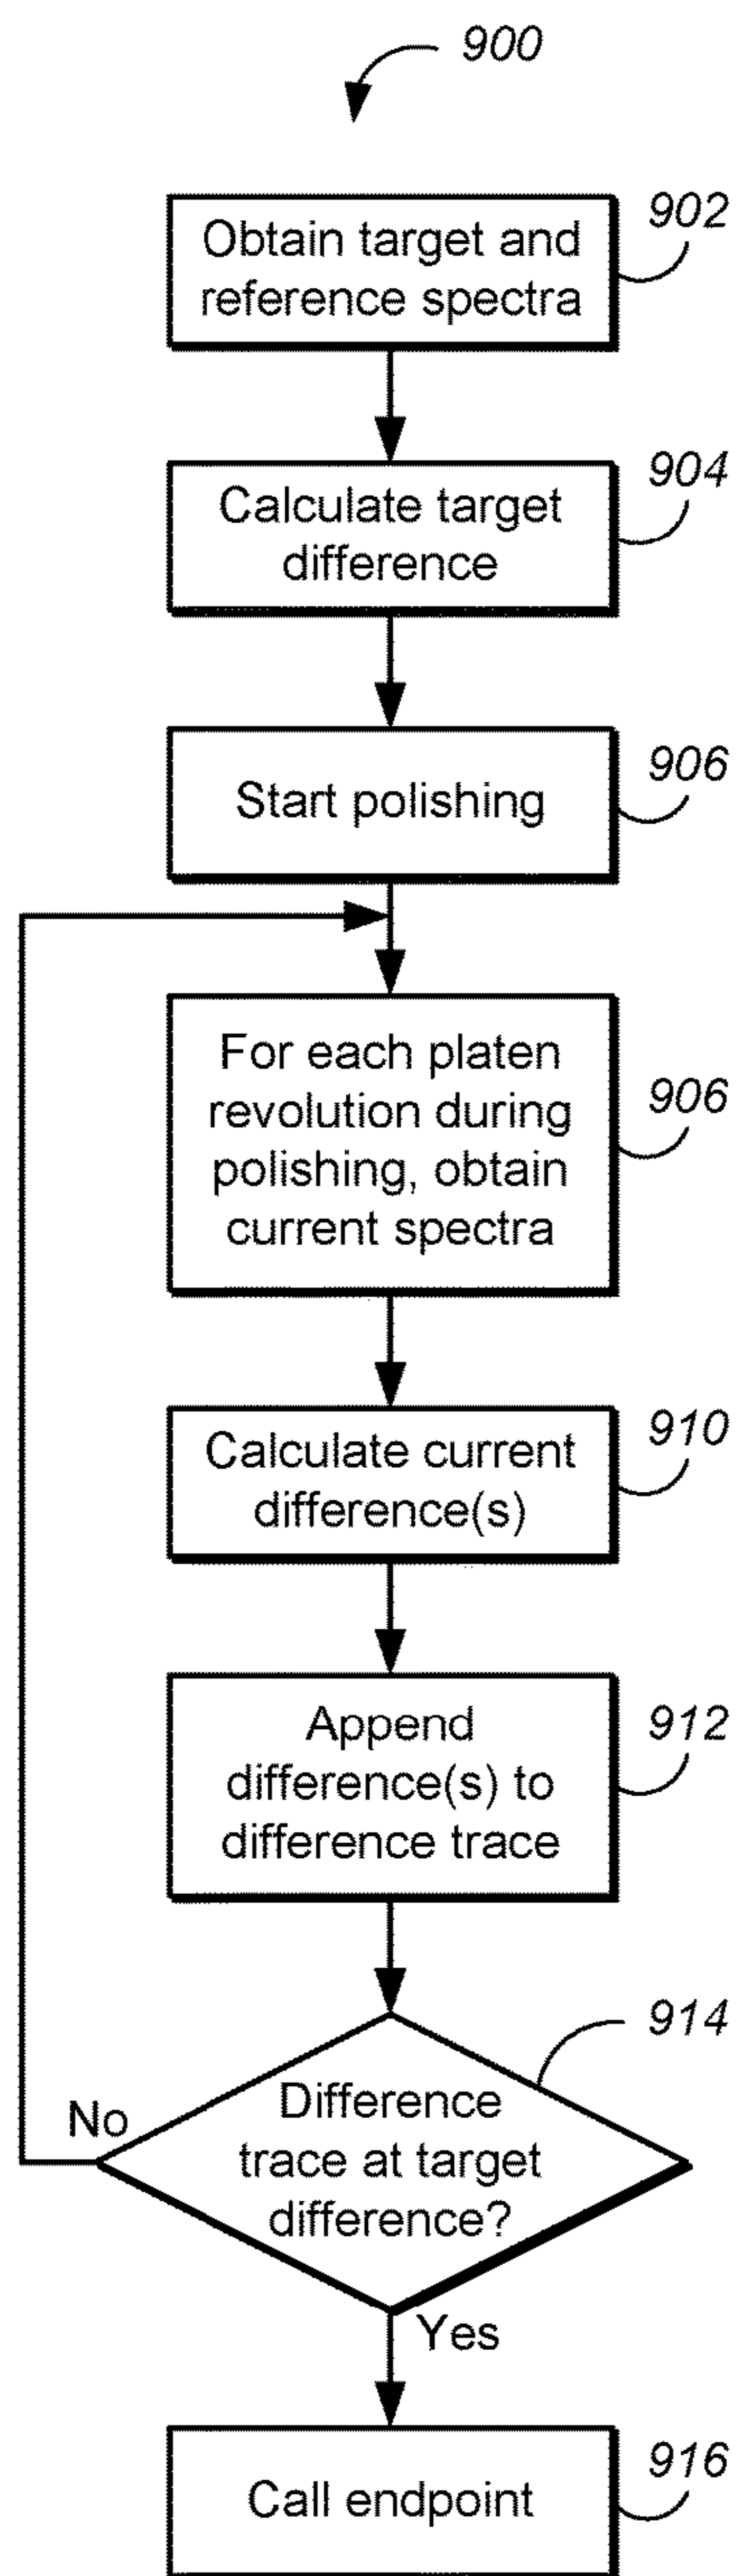 900
902
Obtain target and
reference spectra
904
Calculate target
difference
906
Start polishing
For each platen
revolution during
polishing, obtain
current spectra
906
Calculate current
difference(s)
910
Append
difference(s) to
difference trace
912
914
Difference
trace at target
difference?
No
Yes
Call endpoint
916